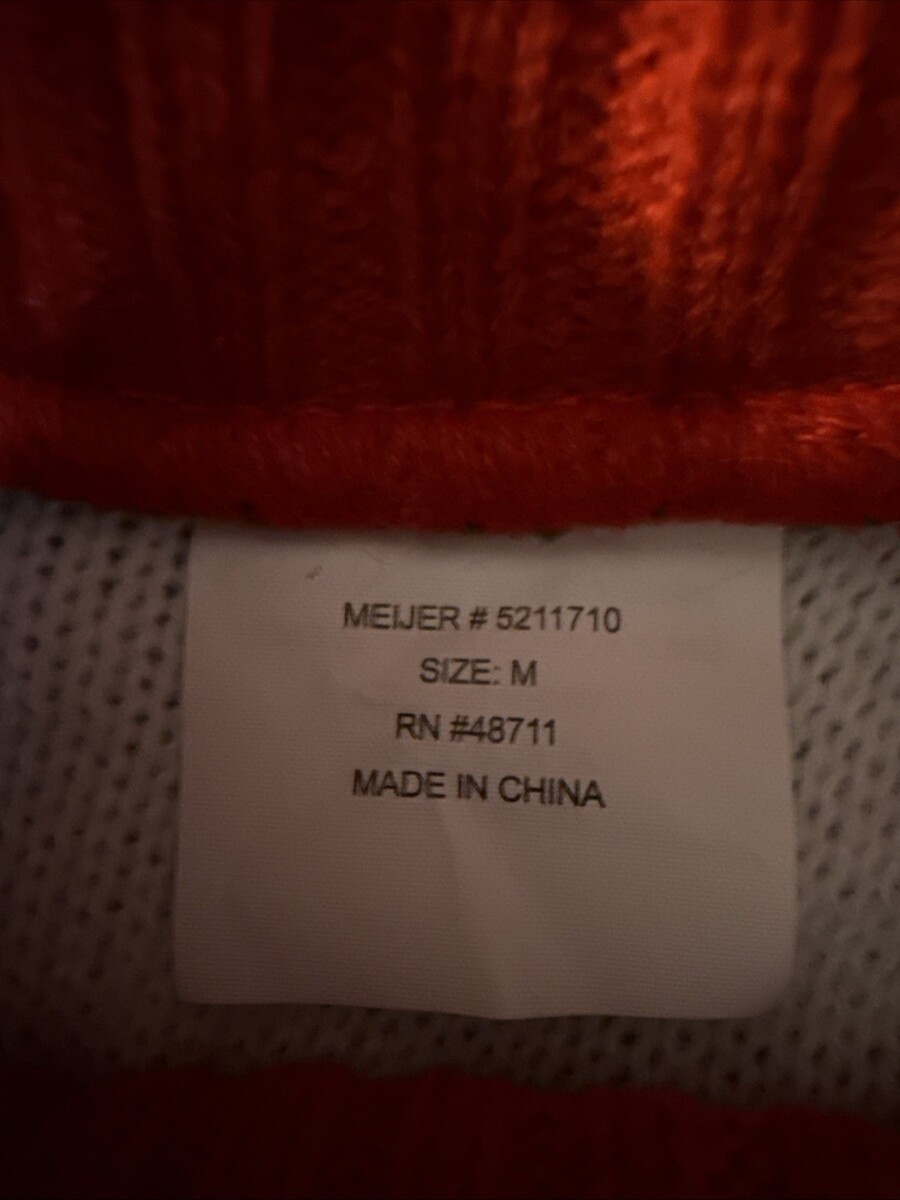 MEIJER # 5211710
SIZE: M
RN #48711
MADE IN CHINA